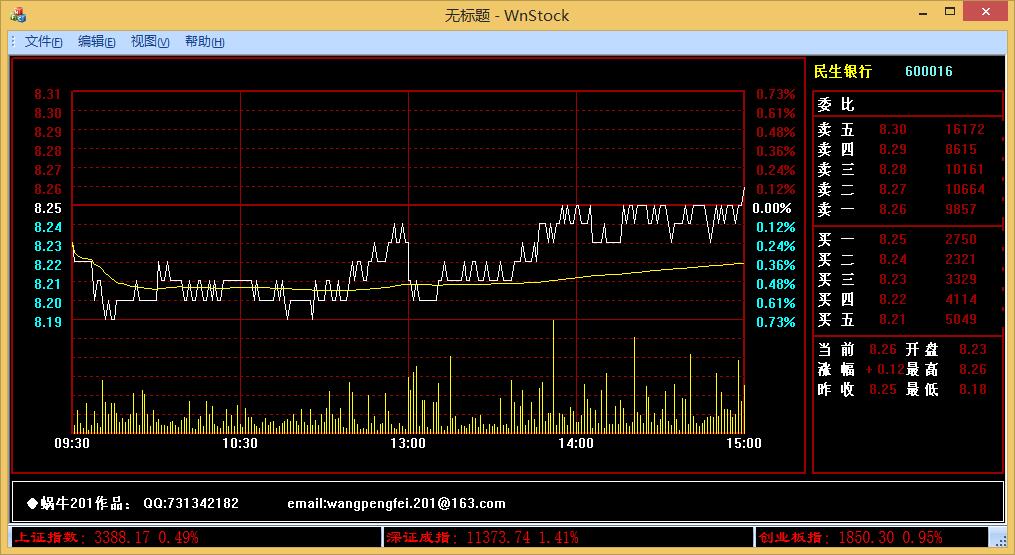 无标题 - WnStock
文件(F) 编辑(E) 视图(V) 帮助(H)
民生银行 600016
8.31 0.73%
8.30 0.61%
8.29 0.48%
8.28 0.36%
8.27 0.24%
8.26 0.12%
8.25 0.00%
8.24 0.12%
8.23 0.24%
8.22 0.36%
8.21 0.48%
8.20 0.61%
8.19 0.73%
09:30 10:30 13:00 14:00 15:00
委 比
卖 五 8.30 16172
卖 四 8.29 8615
卖 三 8.28 10161
卖 二 8.27 10664
卖 一 8.26 9857
买 一 8.25 2750
买 二 8.24 2321
买 三 8.23 3329
买 四 8.22 4114
买 五 8.21 5049
当 前 8.26 开 盘 8.23
涨 幅 +0.12 最 高 8.26
昨 收 8.25 最 低 8.18
◆蜗牛201作品： QQ:731342182 email:wangpengfei.201@163.com
上证指数：3388.17 0.49% 深证成指：11373.74 1.41% 创业板指：1850.30 0.95%